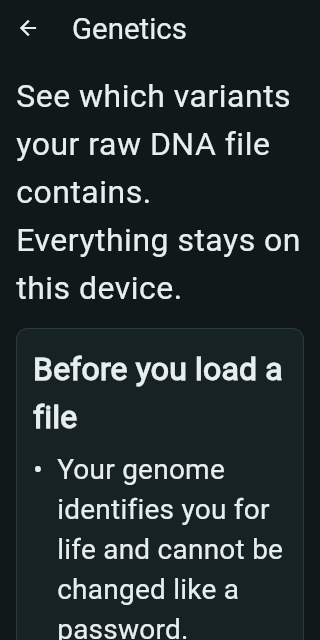 Genetics
See which variants
your raw DNA file
contains.
Everything stays on
this device.
Before you load a
file
• Your genome
identifies you for
life and cannot be
changed like a
password.